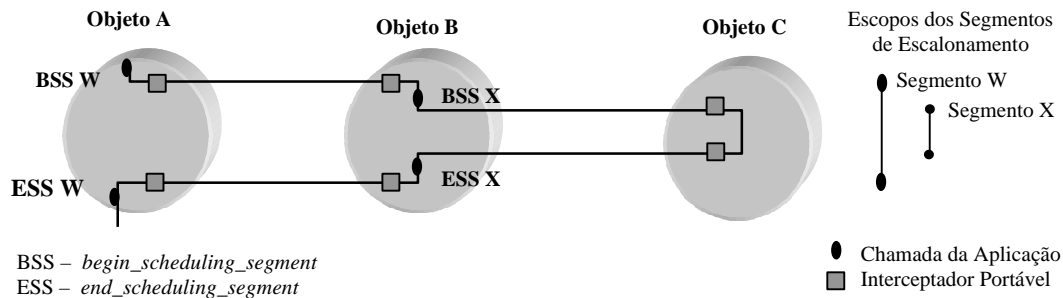 Objeto A
Objeto B
Objeto C
Escopos dos Segmentos
de Escalonamento
BSS W
BSS X
Segmento W
Segmento X
ESS W
ESS X
BSS – begin_scheduling_segment
ESS – end_scheduling_segment
Chamada da Aplicação
Interceptador Portável